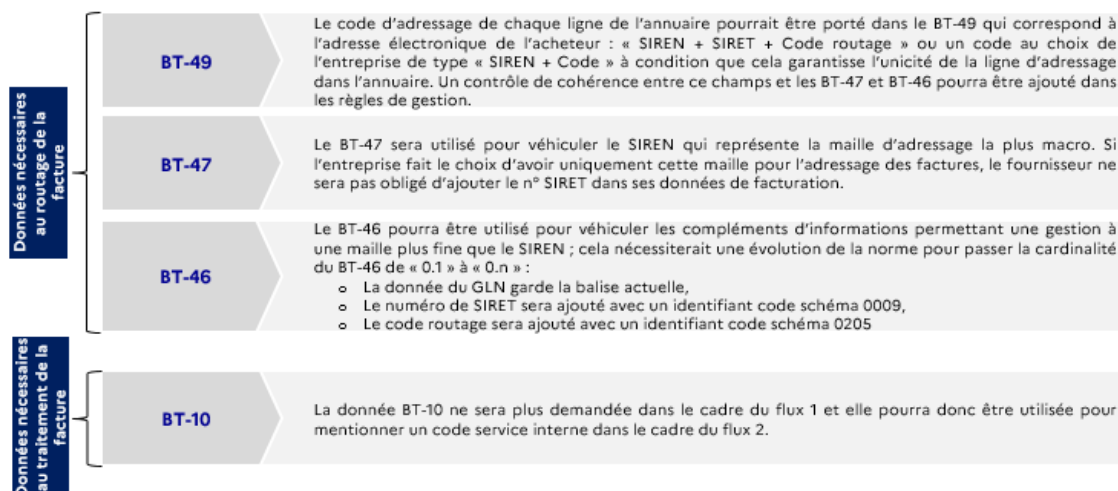 Données nécessaires
au routage de la
facture
BT-49
Le code d'adressage de chaque ligne de l'annuaire pourrait être porté dans le BT-49 qui correspond à
l'adresse électronique de l'acheteur : « SIREN + SIRET + Code routage » ou un code au choix de
l'entreprise de type « SIREN + Code » à condition que cela garantisse l'unicité de la ligne d'adressage
dans l'annuaire. Un contrôle de cohérence entre ce champs et les BT-47 et BT-46 pourra être ajouté dans
les règles de gestion.
BT-47
Le BT-47 sera utilisé pour véhiculer le SIREN qui représente la maille d'adressage la plus macro. Si
l'entreprise fait le choix d'avoir uniquement cette maille pour l'adressage des factures, le fournisseur ne
sera pas obligé d'ajouter le n° SIRET dans ses données de facturation.
BT-46
Le BT-46 pourra être utilisé pour véhiculer les compléments d'informations permettant une gestion à
une maille plus fine que le SIREN ; cela nécessiterait une évolution de la norme pour passer la cardinalité
du BT-46 de « 0.1 » à « 0.n » :
o La donnée du GLN garde la balise actuelle,
o Le numéro de SIRET sera ajouté avec un identifiant code schéma 0009,
o Le code routage sera ajouté avec un identifiant code schéma 0205
Données nécessaires
au traitement de la
facture
BT-10
La donnée BT-10 ne sera plus demandée dans le cadre du flux 1 et elle pourra donc être utilisée pour
mentionner un code service interne dans le cadre du flux 2.